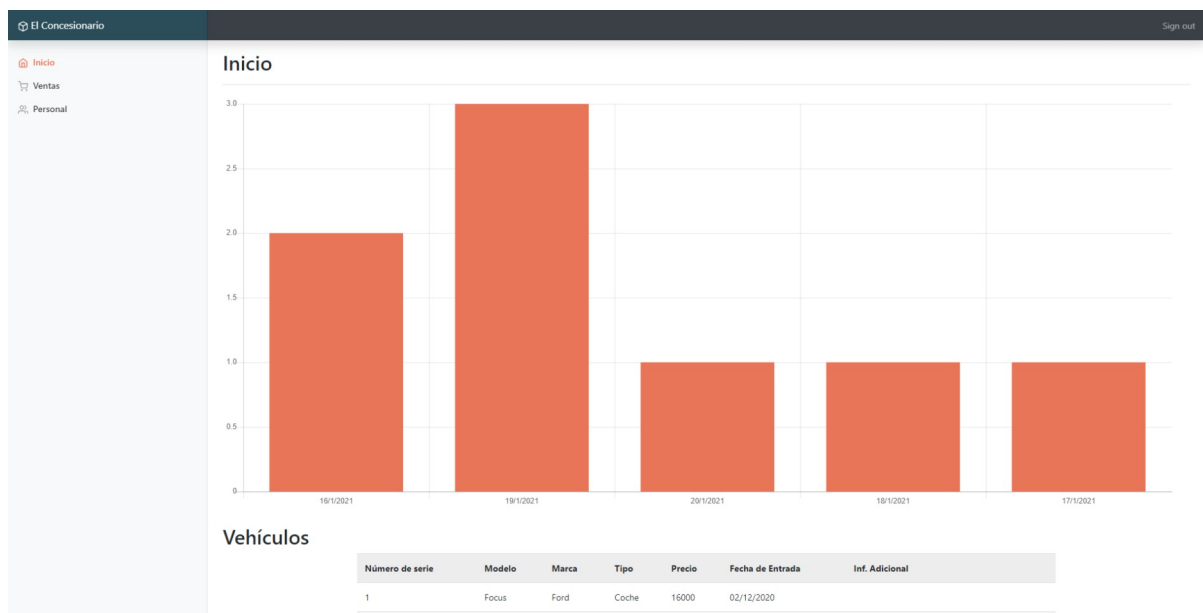 El Concesionario
Sign out
Inicio
Ventas
Personal
Inicio
3.0
2.5
2.0
1.5
1.0
0.5
0
16/1/2021 19/1/2021 20/1/2021 18/1/2021 17/1/2021
Vehículos
Número de serie Modelo Marca Tipo Precio Fecha de Entrada Inf. Adicional
1 Focus Ford Coche 16000 02/12/2020